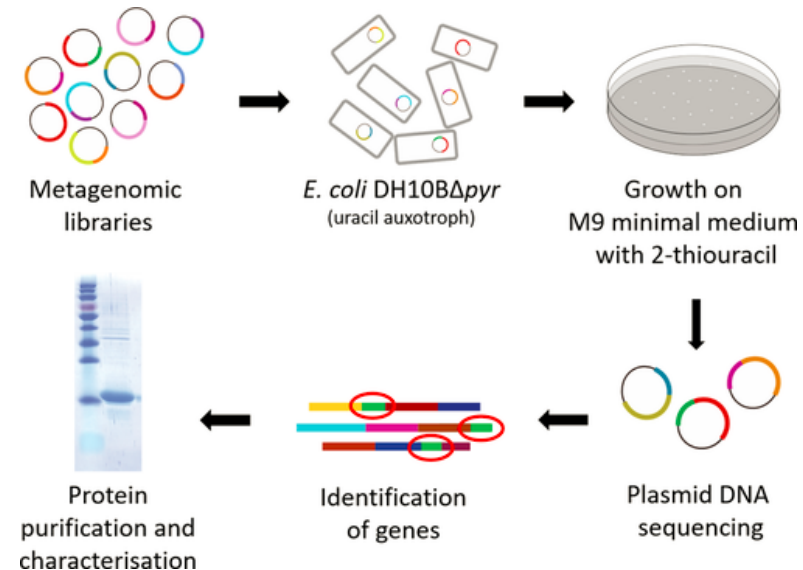 Metagenomic
libraries
E. coli DH10BΔpyr
(uracil auxotroph)
Growth on
M9 minimal medium
with 2-thiouracil
Protein
purification and
characterisation
Identification
of genes
Plasmid DNA
sequencing